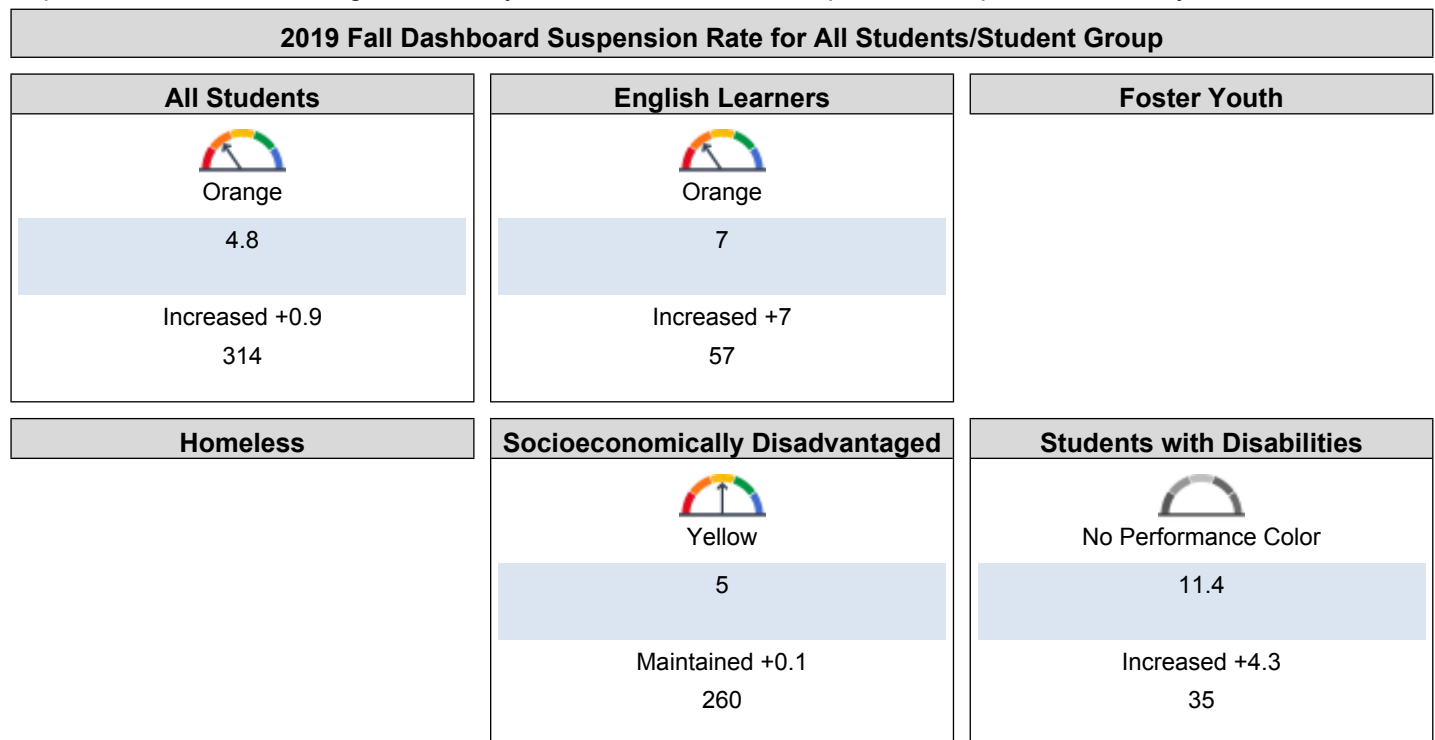 2019 Fall Dashboard Suspension Rate for All Students/Student Group
All Students
Orange
4.8
Increased +0.9
314
English Learners
Orange
7
Increased +7
57
Foster Youth
Homeless
Socioeconomically Disadvantaged
Yellow
5
Maintained +0.1
260
Students with Disabilities
No Performance Color
11.4
Increased +4.3
35